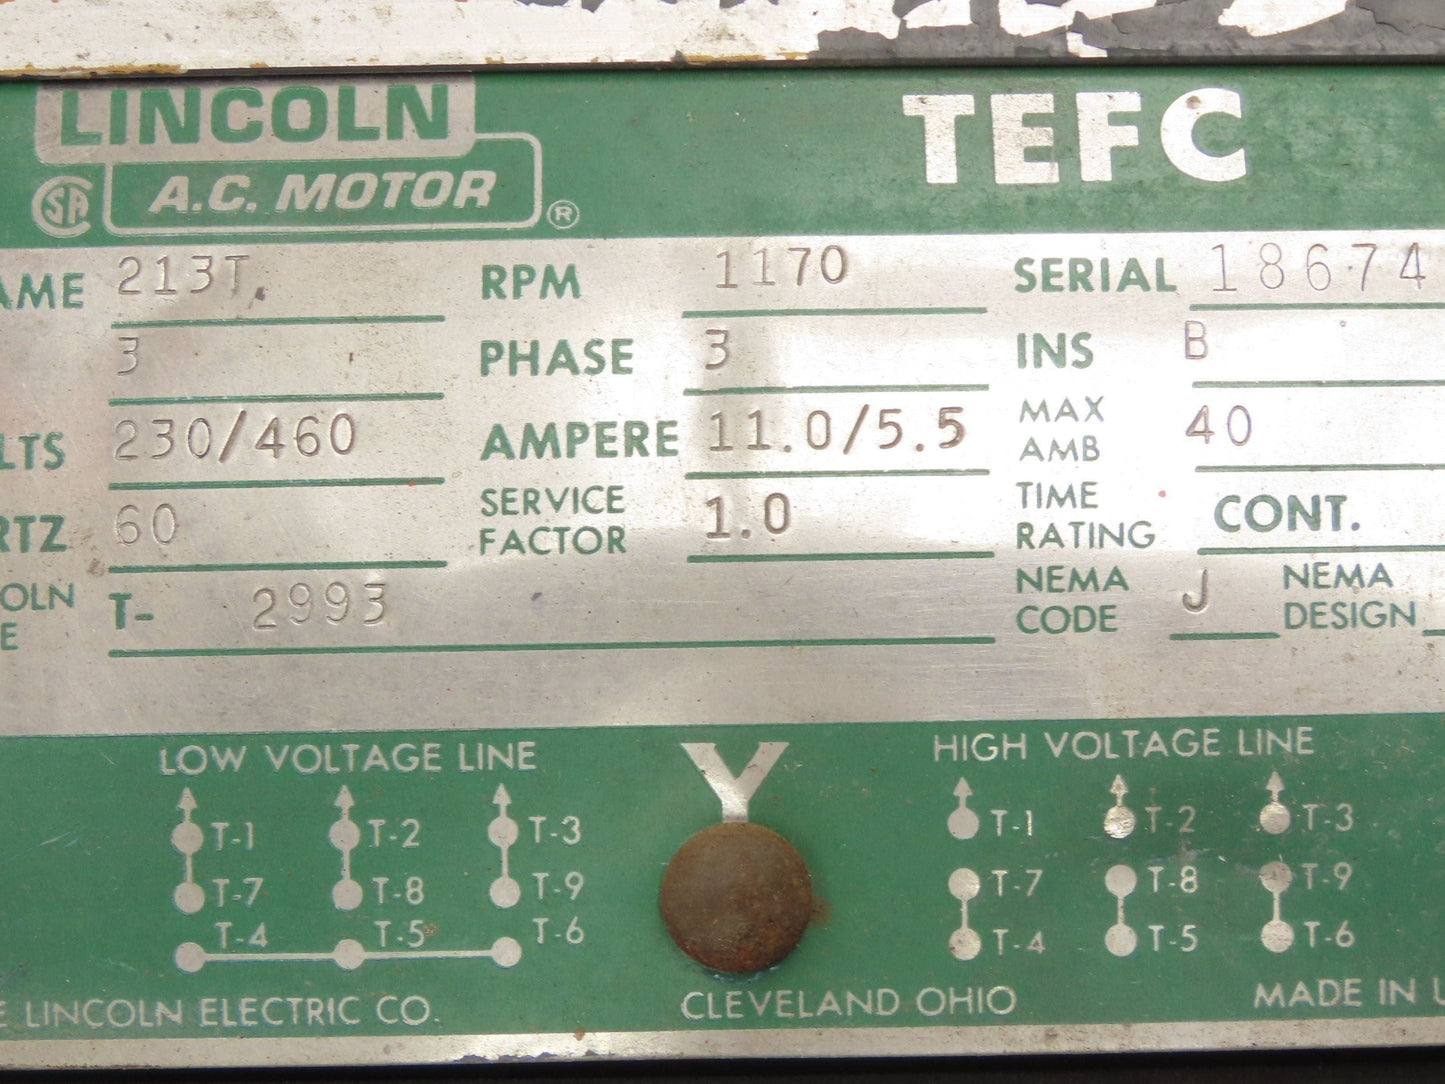 LINCOLN
A.C. MOTOR ®
TEFC
AME 213T RPM 1170 SERIAL 18674
3 PHASE 3 INS B
LTS 230/460 AMPERE 11.0/5.5 MAX AMB 40
RTZ 60 SERVICE FACTOR 1.0 TIME RATING CONT.
OLN E T- 2993 NEMA CODE J NEMA DESIGN
LOW VOLTAGE LINE Y HIGH VOLTAGE LINE
T-1 T-2 T-3 T-1 T-2 T-3
T-7 T-8 T-9 T-7 T-8 T-9
T-4 T-5 T-6 T-4 T-5 T-6
E LINCOLN ELECTRIC CO. CLEVELAND OHIO MADE IN U
SA